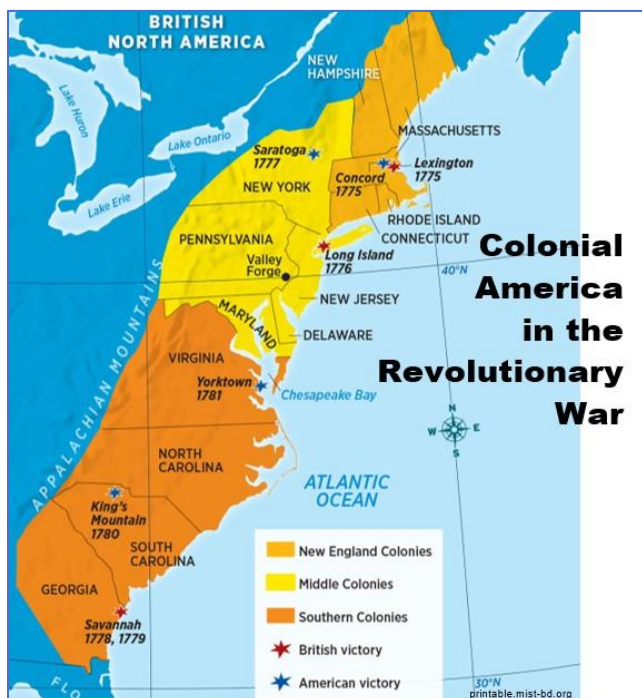 BRITISH
NORTH AMERICA
Lake Huron
Lake Ontario
Lake Erie
NEW
HAMPSHIRE
MASSACHUSETTS
Saratoga
1777
Concord
1775
Lexington
1775
NEW YORK
RHODE ISLAND
CONNECTICUT
PENNSYLVANIA
Valley
Forge
Long Island
1776
40°N
NEW JERSEY
MARYLAND
DELAWARE
Colonial
America
in the
Revolutionary
War
APPALACHIAN MOUNTAINS
VIRGINIA
Yorktown
1781
Chesapeake Bay
N
W
E
S
NORTH
CAROLINA
ATLANTIC
OCEAN
King's
Mountain
1780
SOUTH
CAROLINA
GEORGIA
Savannah
1778, 1779
FLO
New England Colonies
Middle Colonies
Southern Colonies
British victory
American victory
30°N
printable.mist-bd.org